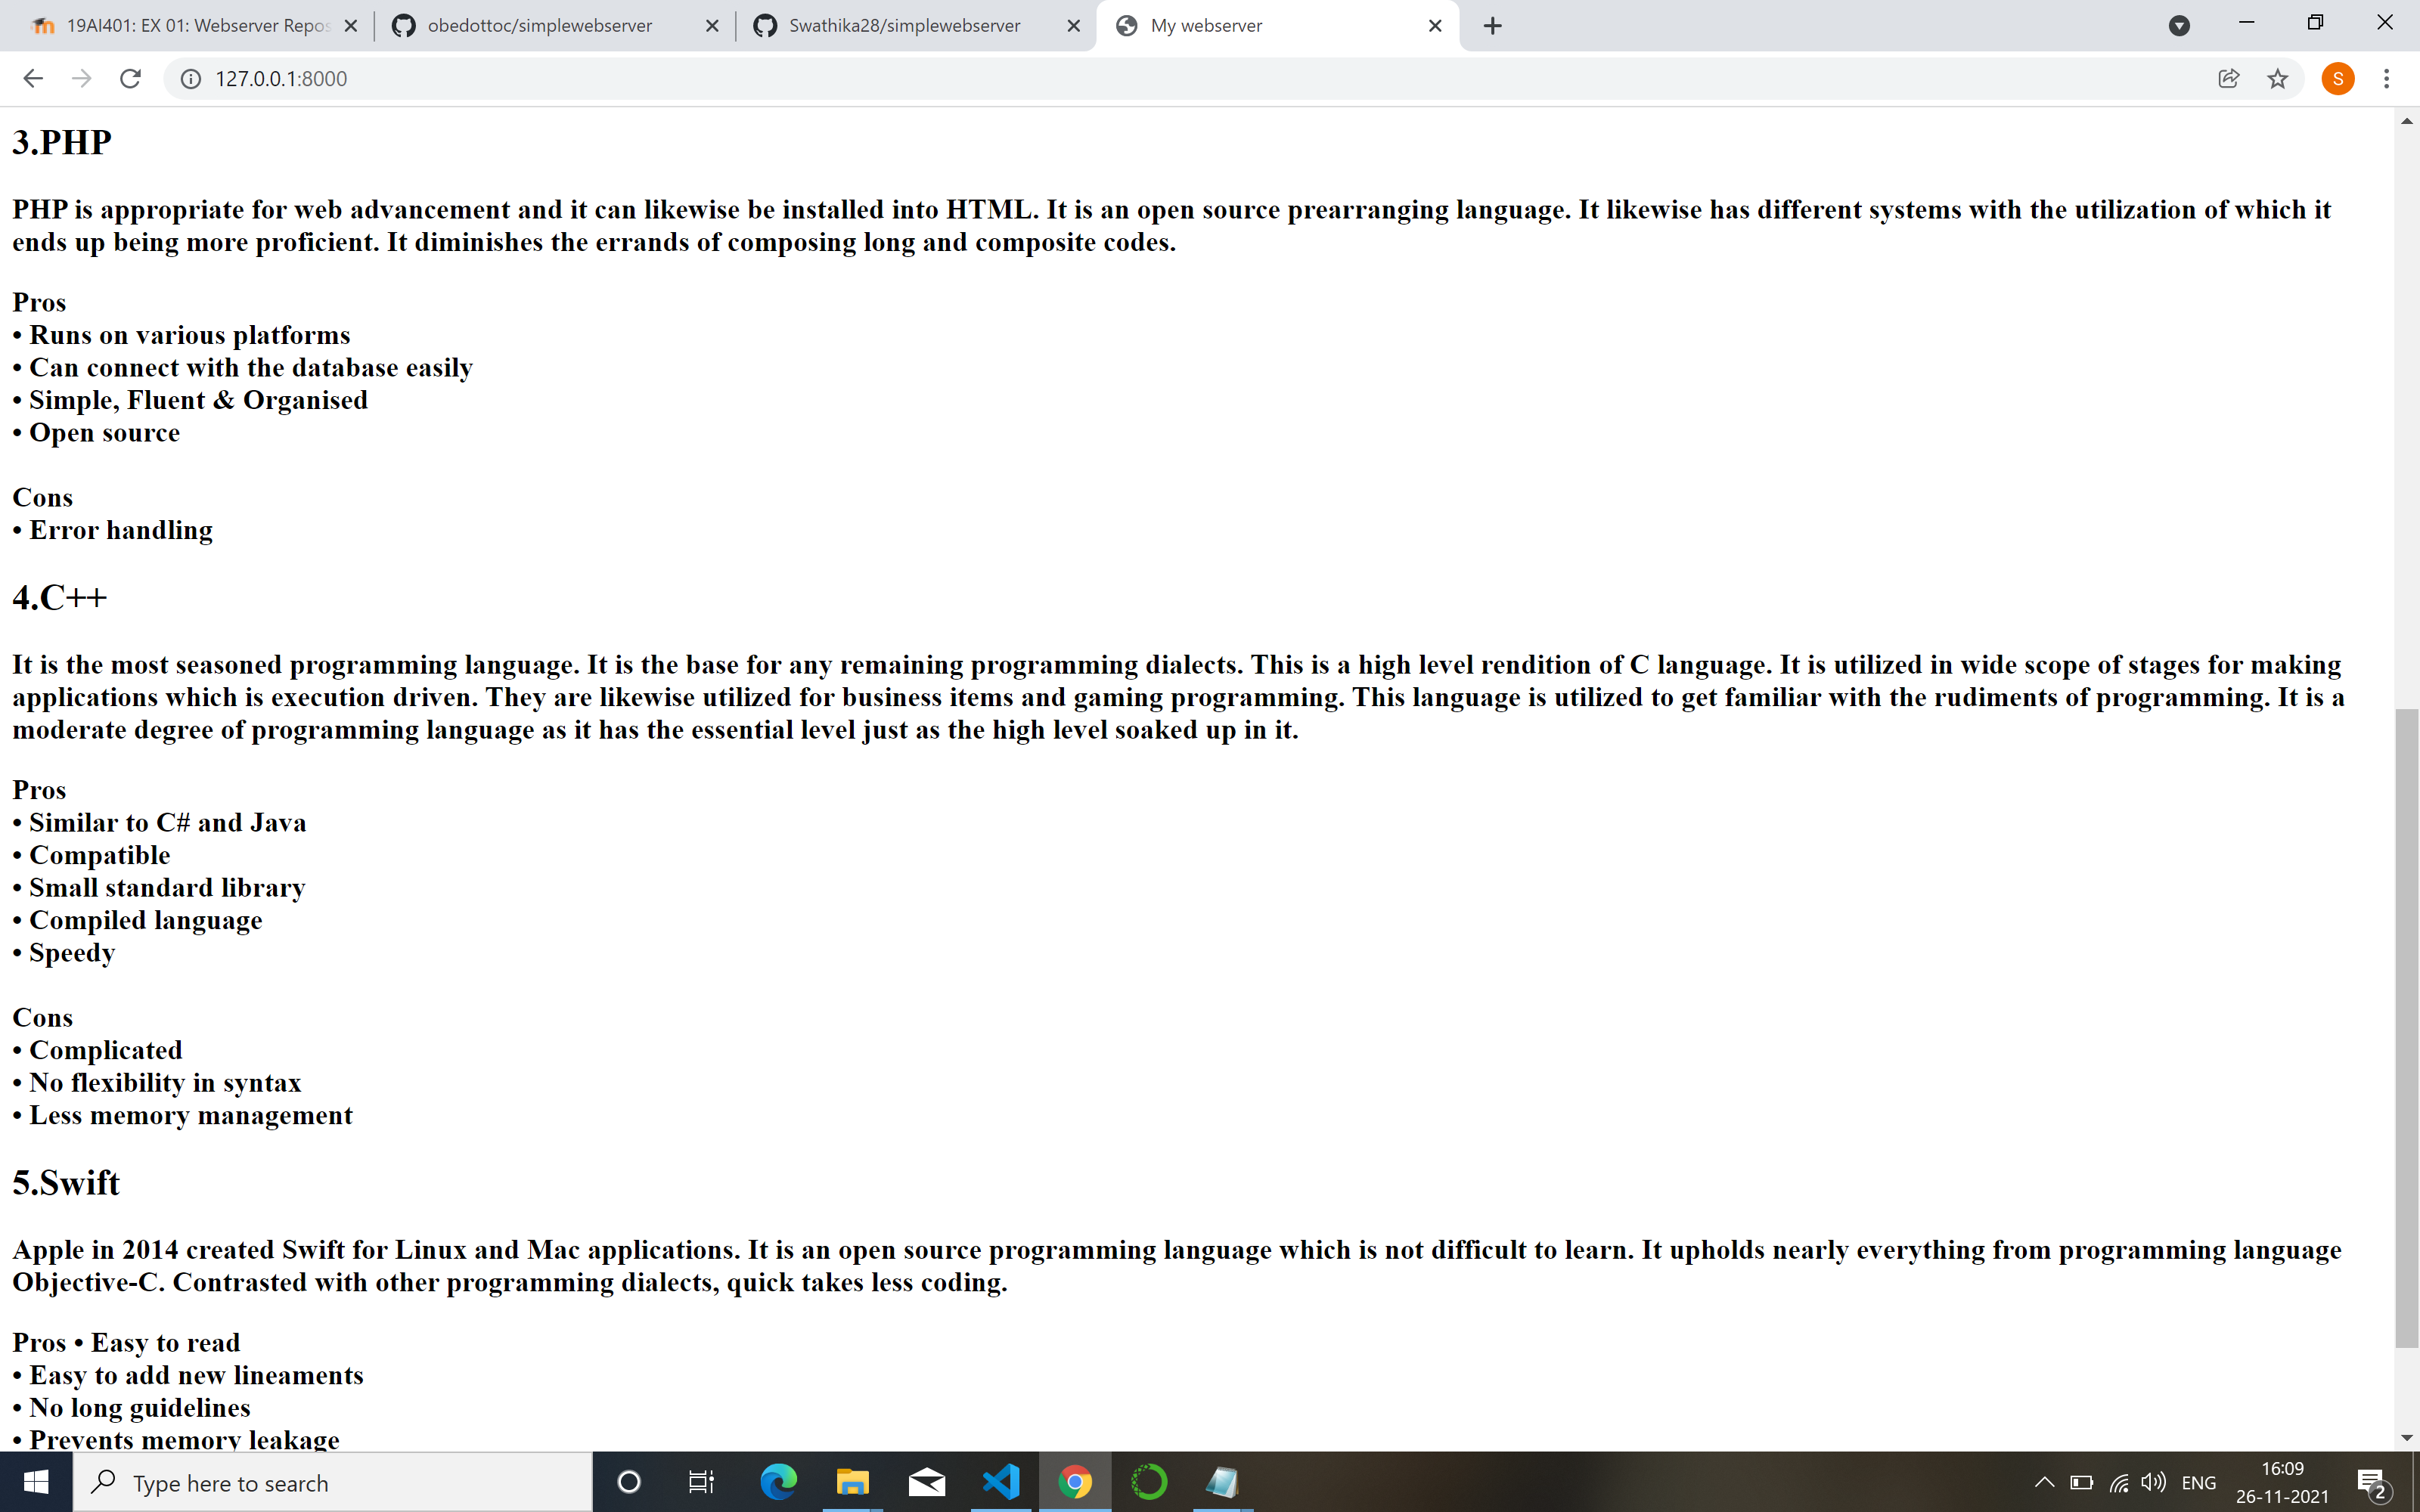 19AI401: EX 01: Webserver Repos
obedottoc/simplewebserver
Swathika28/simplewebserver
My webserver
127.0.0.1:8000
S
3.PHP
PHP is appropriate for web advancement and it can likewise be installed into HTML. It is an open source prearranging language. It likewise has different systems with the utilization of which it
ends up being more proficient. It diminishes the errands of composing long and composite codes.
Pros
• Runs on various platforms
• Can connect with the database easily
• Simple, Fluent & Organised
• Open source
Cons
• Error handling
4.C++
It is the most seasoned programming language. It is the base for any remaining programming dialects. This is a high level rendition of C language. It is utilized in wide scope of stages for making
applications which is execution driven. They are likewise utilized for business items and gaming programming. This language is utilized to get familiar with the rudiments of programming. It is a
moderate degree of programming language as it has the essential level just as the high level soaked up in it.
Pros
• Similar to C# and Java
• Compatible
• Small standard library
• Compiled language
• Speedy
Cons
• Complicated
• No flexibility in syntax
• Less memory management
5.Swift
Apple in 2014 created Swift for Linux and Mac applications. It is an open source programming language which is not difficult to learn. It upholds nearly everything from programming language
Objective-C. Contrasted with other programming dialects, quick takes less coding.
Pros • Easy to read
• Easy to add new lineaments
• No long guidelines
• Prevents memory leakage
Type here to search
ENG
16:09
26-11-2021
2